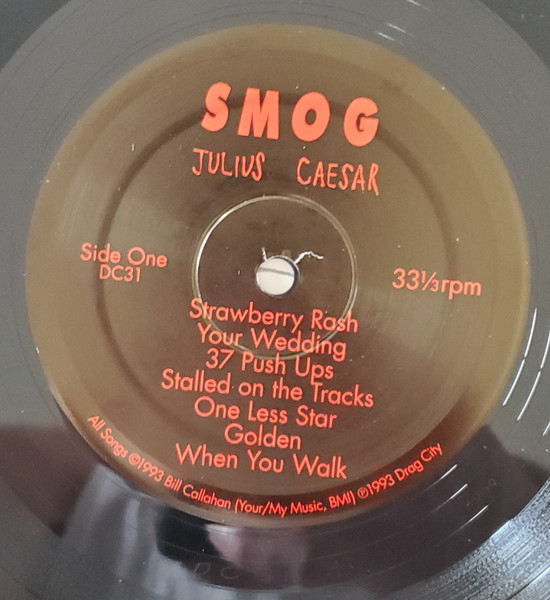 SMOG
JULIUS CAESAR
Side One
DC31
33⅓rpm
Strawberry Rash
Your Wedding
37 Push Ups
Stalled on the Tracks
One Less Star
Golden
When You Walk
All Songs ©1993 Bill Callahan (Your/My Music, BMI) ℗1993 Drag City